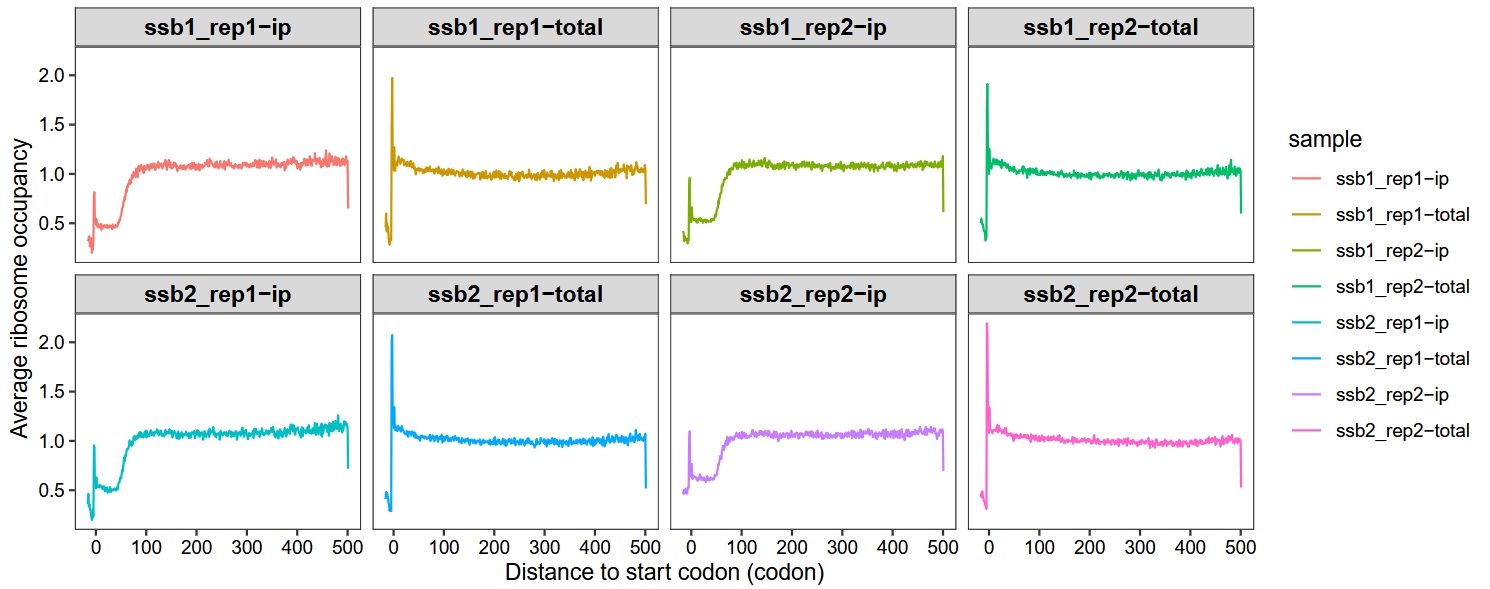 ssb1_rep1−ip ssb1_rep1−total ssb1_rep2−ip ssb1_rep2−total
2.0
1.5
1.0
0.5
ssb2_rep1−ip ssb2_rep1−total ssb2_rep2−ip ssb2_rep2−total
2.0
1.5
1.0
0.5
0 100 200 300 400 500 0 100 200 300 400 500 0 100 200 300 400 500 0 100 200 300 400 500
Distance to start codon (codon)
Average ribosome occupancy
sample
ssb1_rep1−ip
ssb1_rep1−total
ssb1_rep2−ip
ssb1_rep2−total
ssb2_rep1−ip
ssb2_rep1−total
ssb2_rep2−ip
ssb2_rep2−total